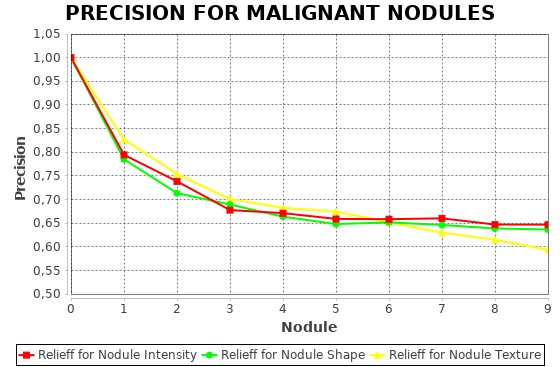 PRECISION FOR MALIGNANT NODULES
1,05
1,00
0,95
0,90
0,85
0,80
0,75
0,70
0,65
0,60
0,55
0,50
Precision
0 1 2 3 4 5 6 7 8 9
Nodule
Relieff for Nodule Intensity Relieff for Nodule Shape Relieff for Nodule Texture